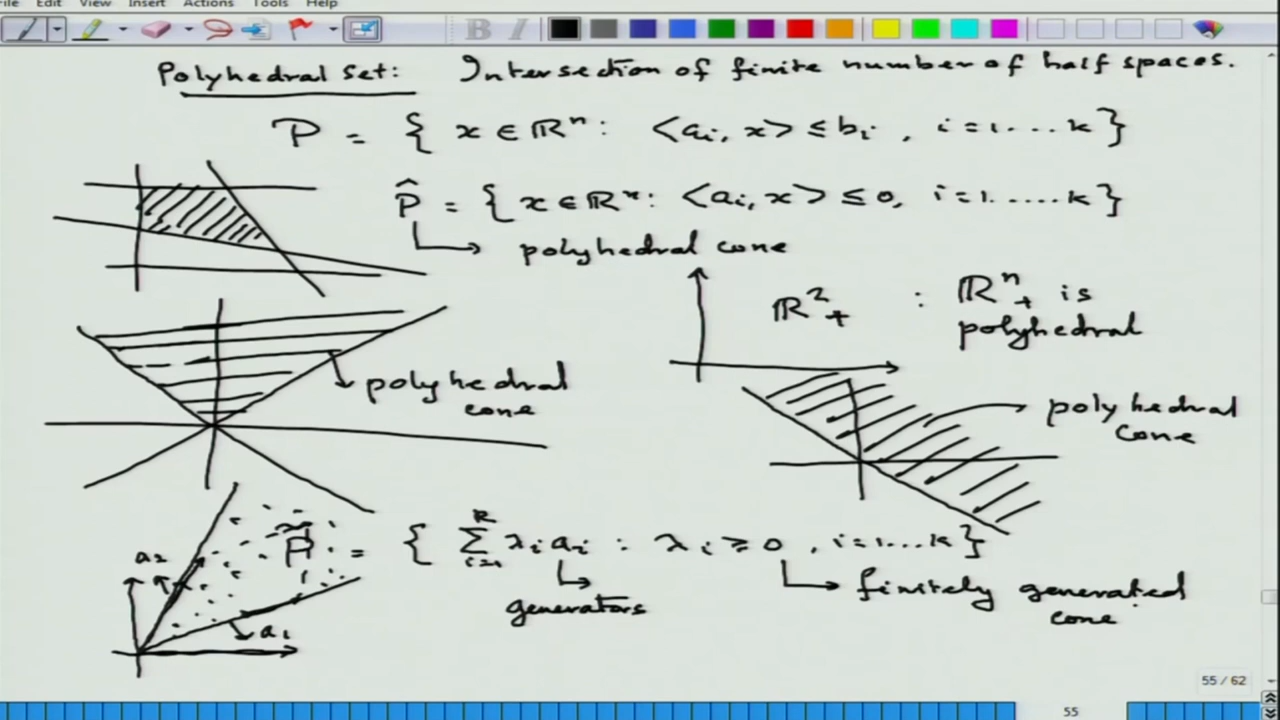 File Edit View Insert Actions Tools Help
Polyhedral Set: Intersection of finite number of half spaces.
P = { x ∈ ℝⁿ : <aᵢ, x> ≤ bᵢ , i = 1....k }
P̂ = { x ∈ ℝⁿ : <aᵢ, x> ≤ 0, i = 1.....k }
polyhedral cone
ℝ²₊ : ℝⁿ₊ is
polyhedral
polyhedral
cone
polyhedral
cone
a₂
P̃ = { ∑ᵢ₌₁ᵏ λᵢ aᵢ : λᵢ ≥ 0 , i = 1...k }
generators
finitely generated
cone
a₁
55 / 62
55